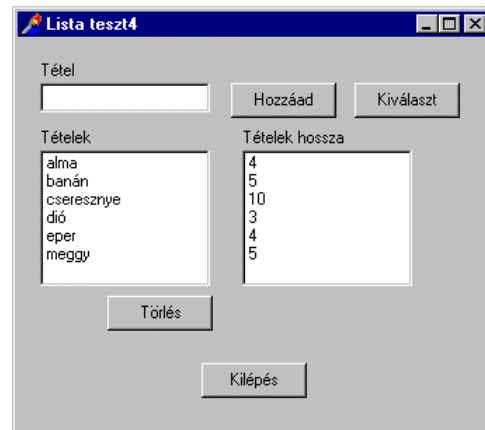 Lista teszt4
Tétel
Hozzáad
Kiválaszt
Tételek
Tételek hossza
alma
banán
cseresznye
dió
eper
meggy
4
5
10
3
4
5
Törlés
Kilépés